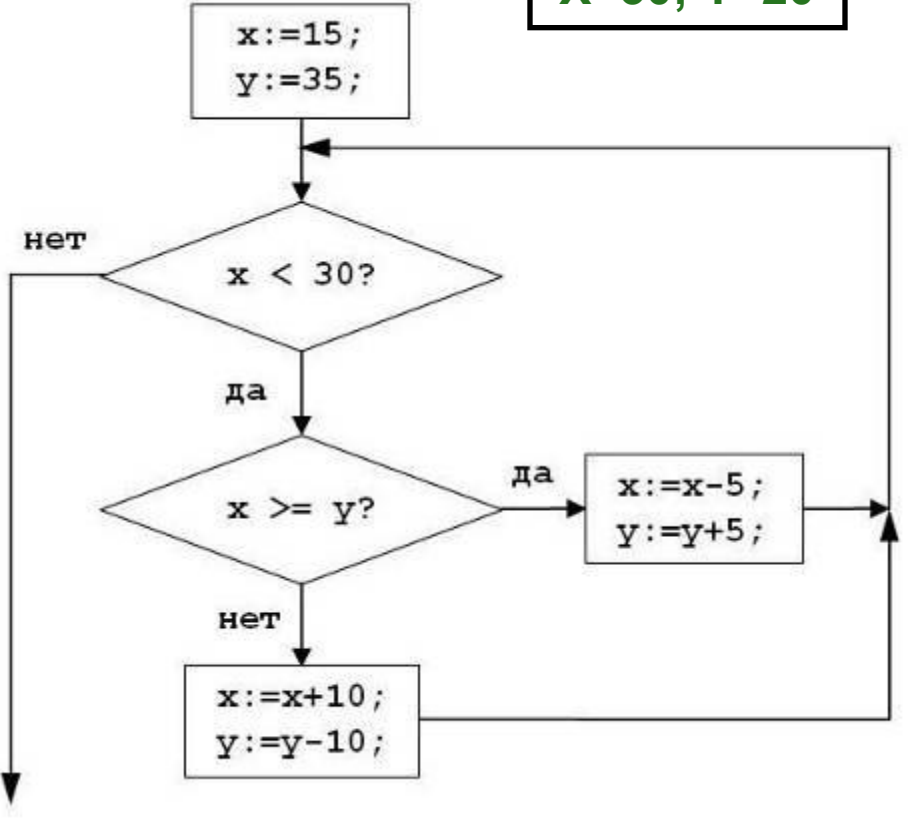 x:=15;
y:=35;
нет
x < 30?
да
x >= y?
да
x:=x-5;
y:=y+5;
нет
x:=x+10;
y:=y-10;